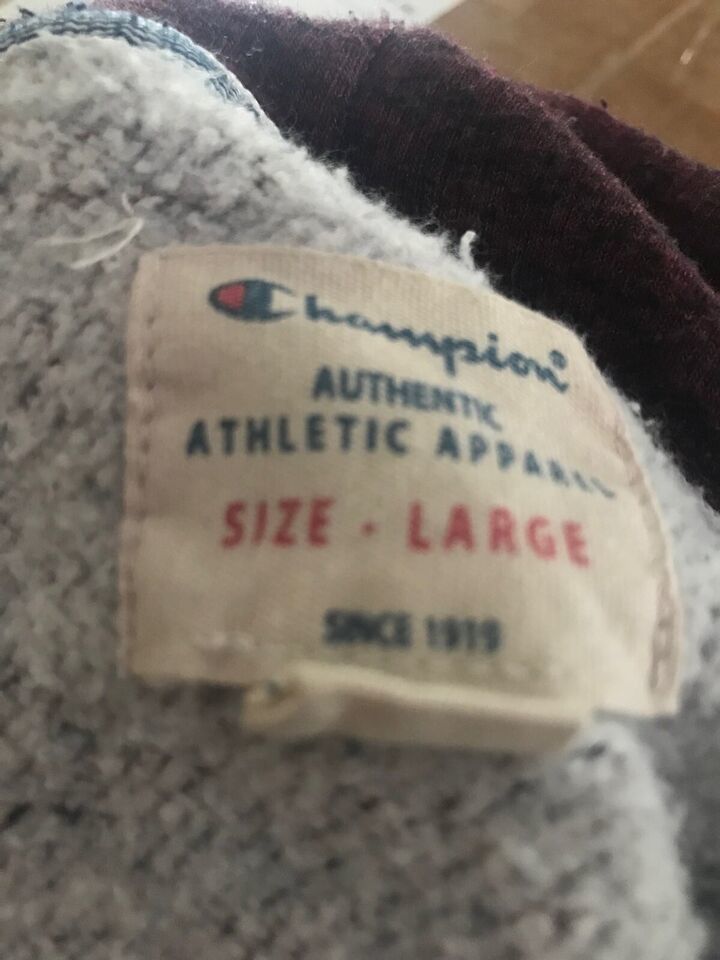 Champion®
AUTHENTIC
ATHLETIC APPAREL
SIZE - LARGE
SINCE 1919